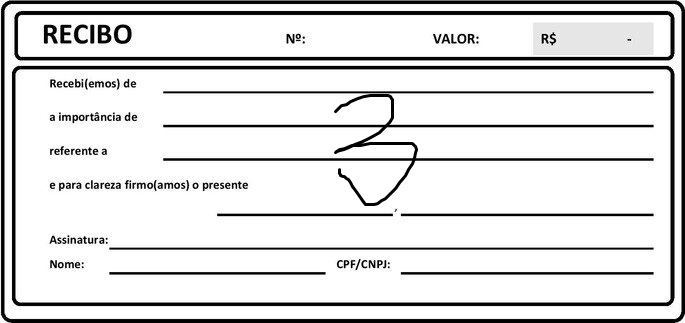 RECIBO Nº: VALOR: R$ -
Recebi(emos) de
a importância de
3
referente a
e para clareza firmo(amos) o presente
,
Assinatura:
Nome: CPF/CNPJ: